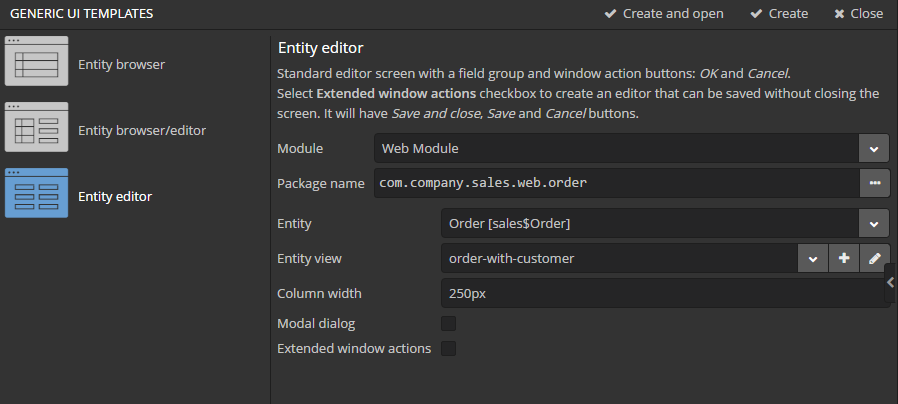 GENERIC UI TEMPLATES
Create and open
Create
Close
Entity browser
Entity browser/editor
Entity editor
Entity editor
Standard editor screen with a field group and window action buttons: OK and Cancel.
Select Extended window actions checkbox to create an editor that can be saved without closing the
screen. It will have Save and close, Save and Cancel buttons.
Module
Web Module
Package name
com.company.sales.web.order
Entity
Order [sales$Order]
Entity view
order-with-customer
Column width
250px
Modal dialog
Extended window actions